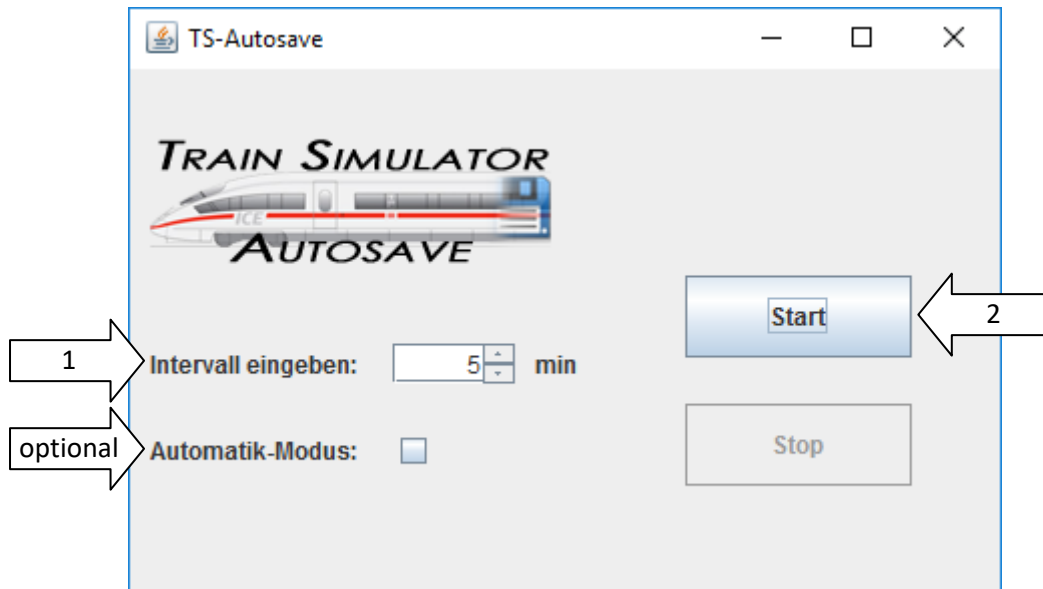 TS-Autosave
TRAIN SIMULATOR
ICE
AUTOSAVE
Start
2
1
Intervall eingeben: 5 min
optional
Automatik-Modus:
Stop